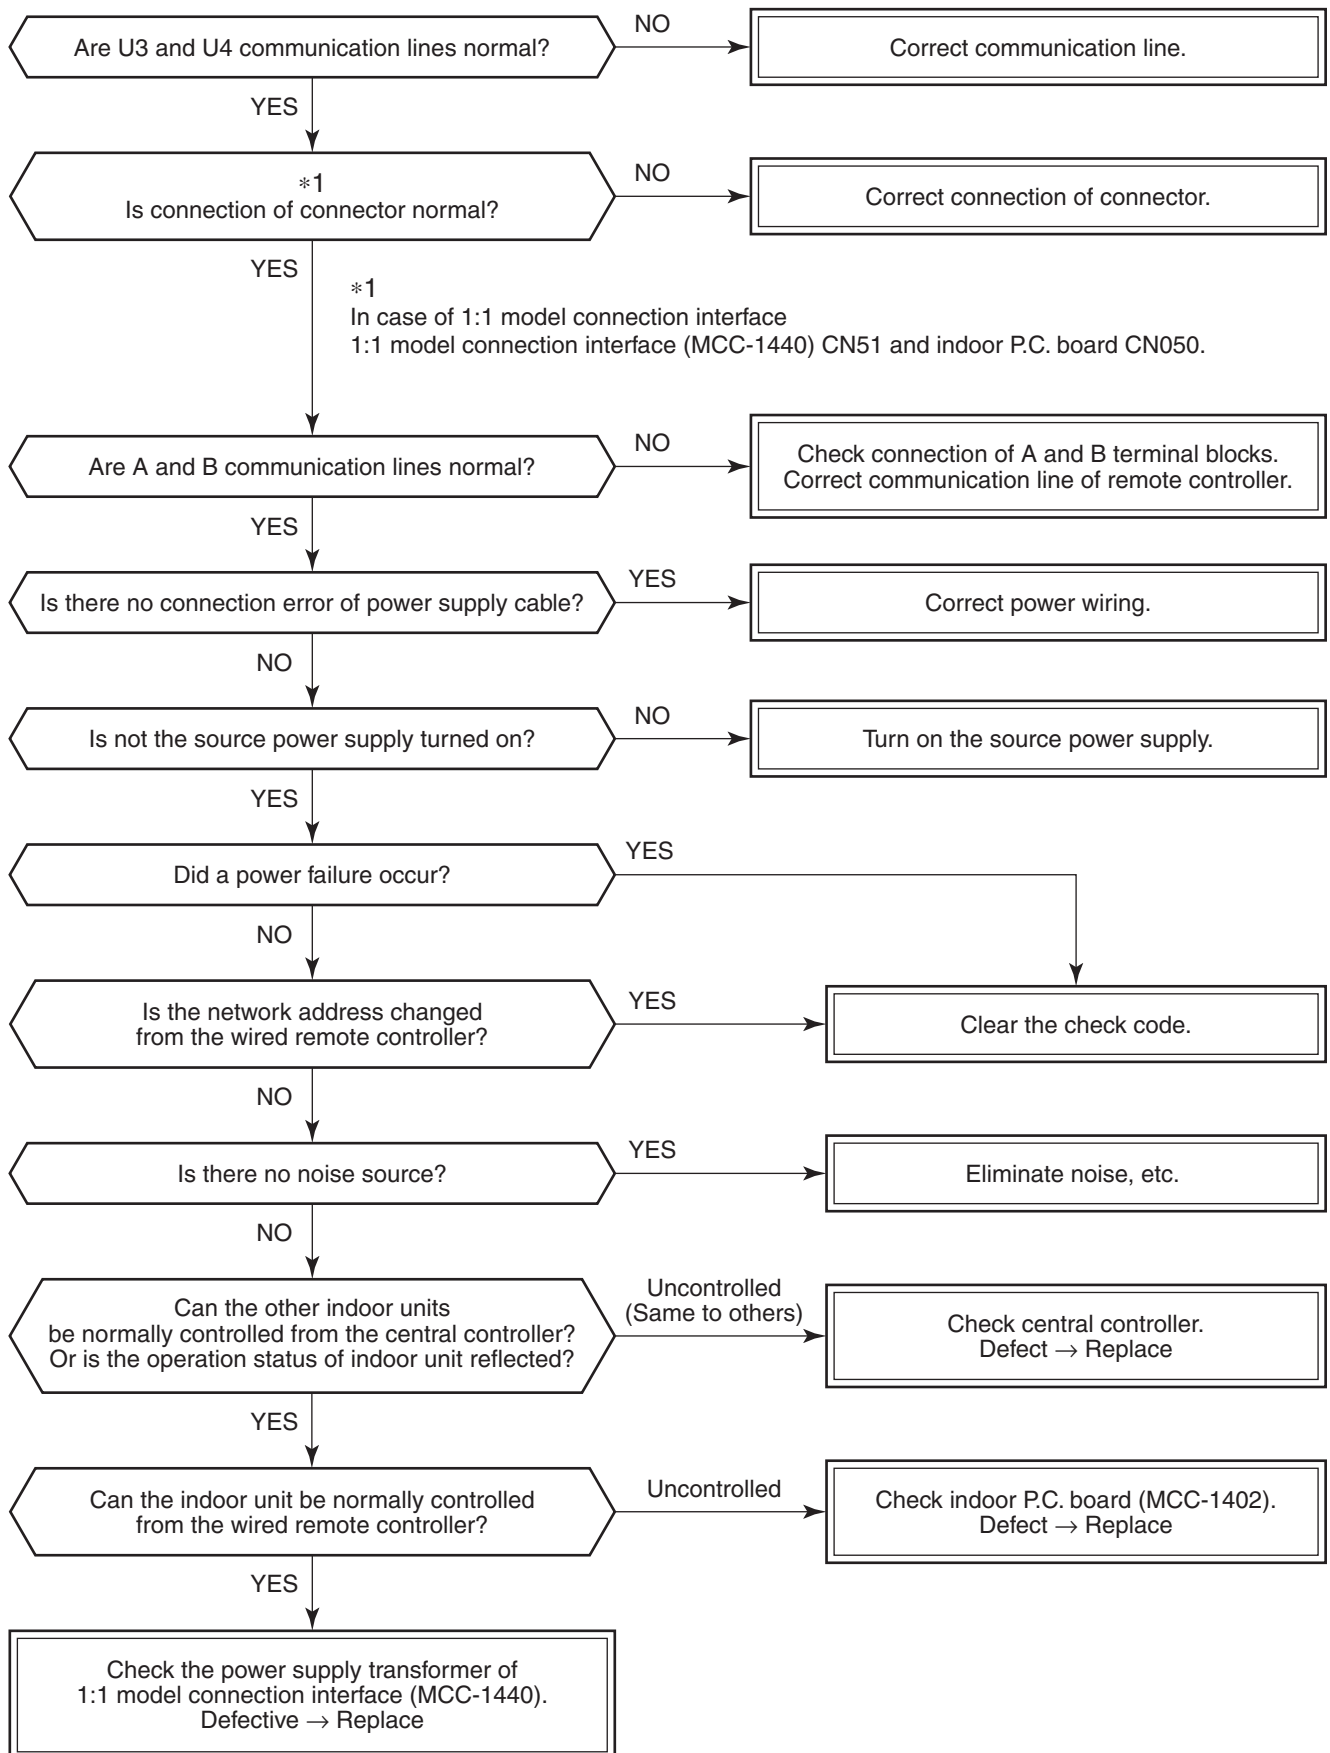 Are U3 and U4 communication lines normal?
NO
Correct communication line.
YES
*1
Is connection of connector normal?
NO
Correct connection of connector.
YES
*1
In case of 1:1 model connection interface
1:1 model connection interface (MCC-1440) CN51 and indoor P.C. board CN050.
Are A and B communication lines normal?
NO
Check connection of A and B terminal blocks.
Correct communication line of remote controller.
YES
Is there no connection error of power supply cable?
YES
Correct power wiring.
NO
Is not the source power supply turned on?
NO
Turn on the source power supply.
YES
Did a power failure occur?
YES
NO
Is the network address changed
from the wired remote controller?
YES
Clear the check code.
NO
Is there no noise source?
YES
Eliminate noise, etc.
NO
Can the other indoor units
be normally controlled from the central controller?
Or is the operation status of indoor unit reflected?
Uncontrolled
(Same to others)
Check central controller.
Defect → Replace
YES
Can the indoor unit be normally controlled
from the wired remote controller?
Uncontrolled
Check indoor P.C. board (MCC-1402).
Defect → Replace
YES
Check the power supply transformer of
1:1 model connection interface (MCC-1440).
Defective → Replace